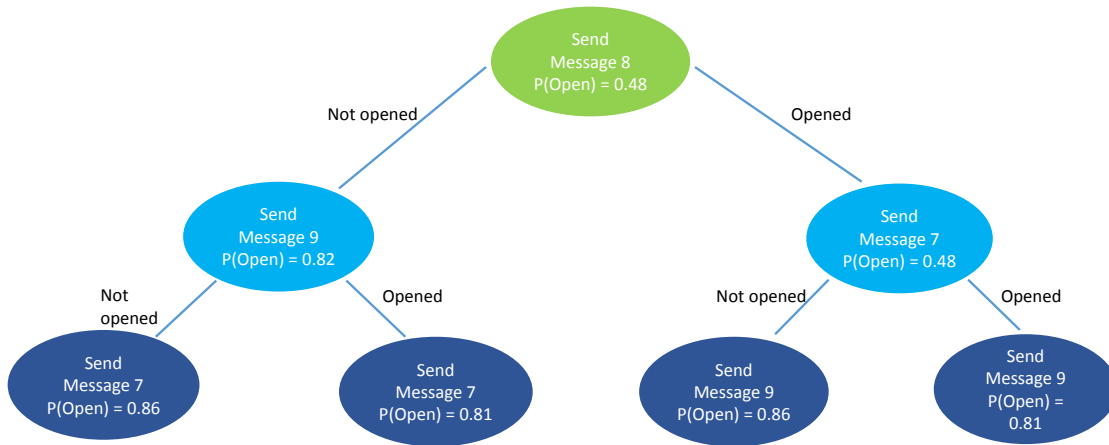 Send
Message 8
P(Open) = 0.48
Not opened
Opened
Send
Message 9
P(Open) = 0.82
Send
Message 7
P(Open) = 0.48
Not
opened
Opened
Not opened
Opened
Send
Message 7
P(Open) = 0.86
Send
Message 7
P(Open) = 0.81
Send
Message 9
P(Open) = 0.86
Send
Message 9
P(Open) =
0.81